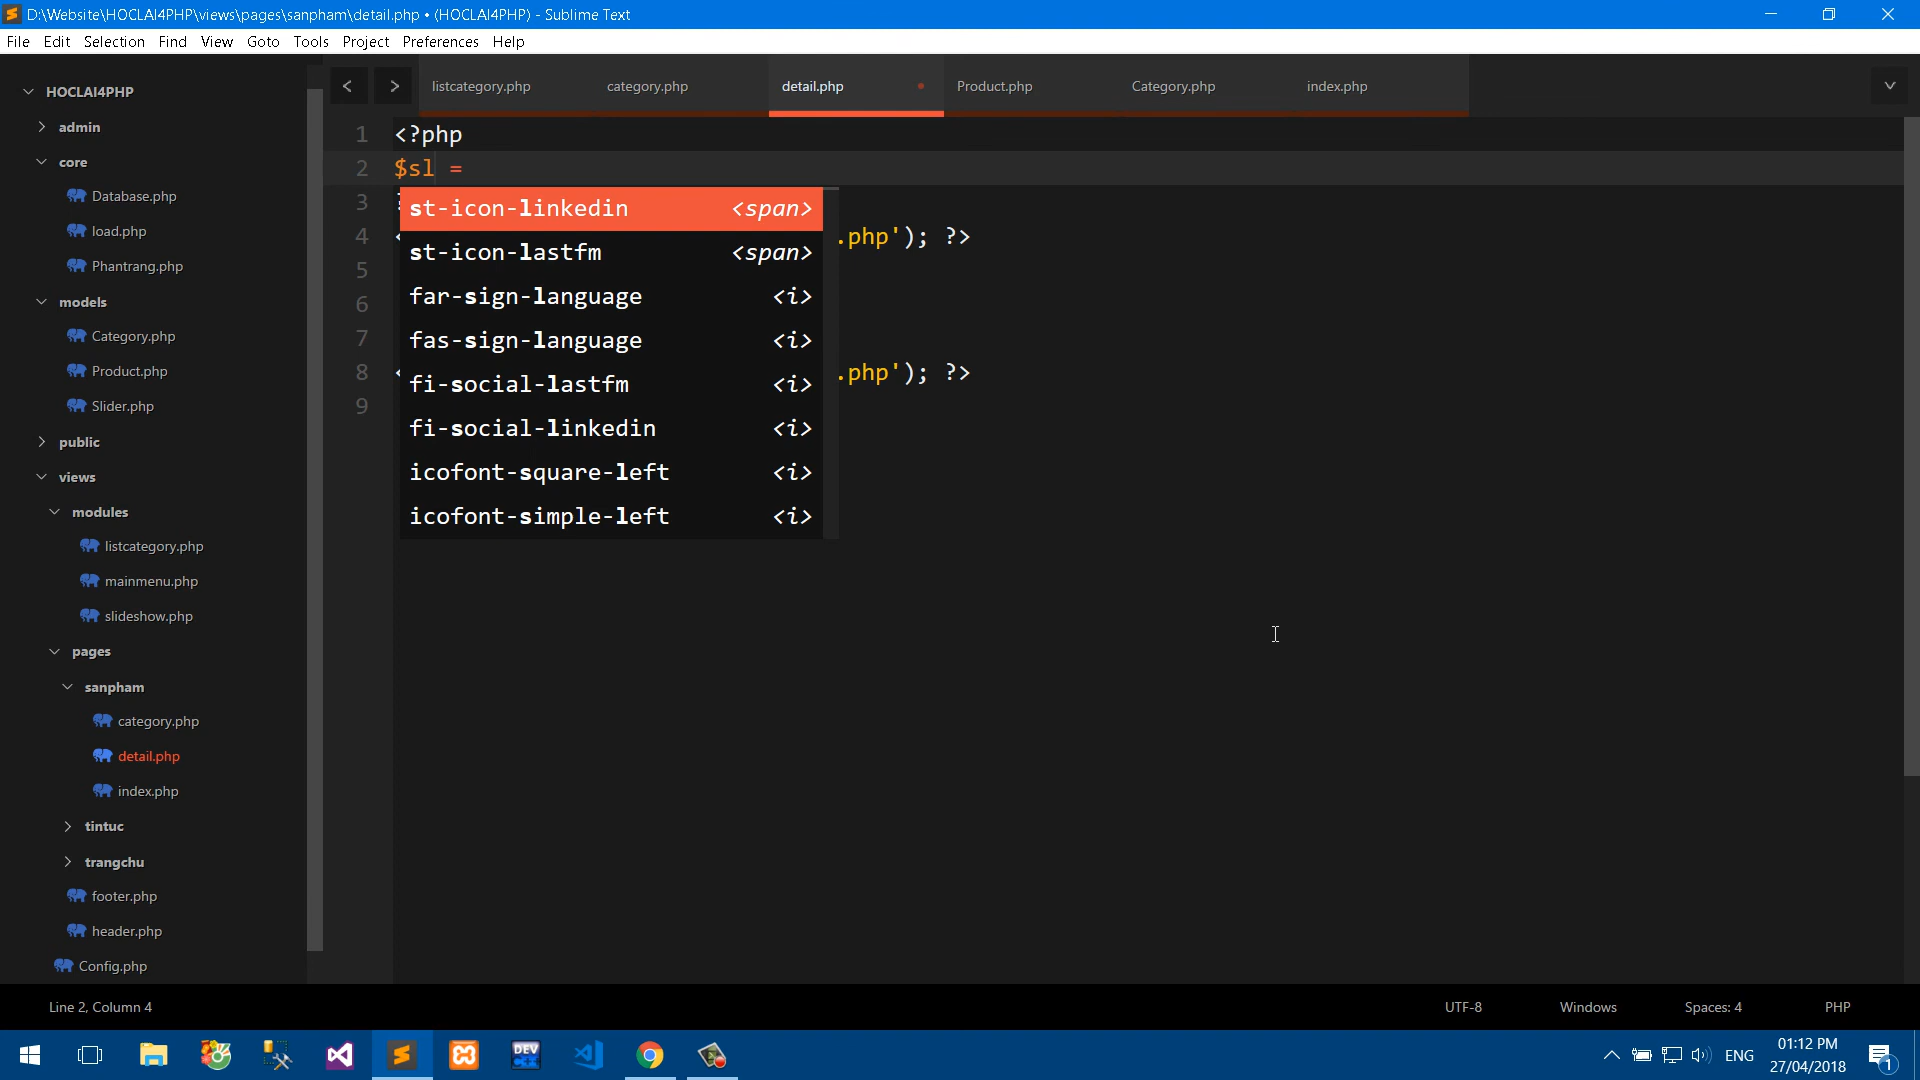 D:\Website\HOCLAI4PHP\views\pages\sanpham\detail.php • (HOCLAI4PHP) - Sublime Text
File Edit Selection Find View Goto Tools Project Preferences Help
HOCLAI4PHP
admin
core
Database.php
load.php
Phantrang.php
models
Category.php
Product.php
Slider.php
public
views
modules
listcategory.php
mainmenu.php
slideshow.php
pages
sanpham
category.php
detail.php
index.php
tintuc
trangchu
footer.php
header.php
Config.php
listcategory.php category.php detail.php Product.php Category.php index.php
1 <?php
2 $sl =
3
4 < .php'); ?>
5
6
7
8 < .php'); ?>
9
st-icon-linkedin <span>
st-icon-lastfm <span>
far-sign-language <i>
fas-sign-language <i>
fi-social-lastfm <i>
fi-social-linkedin <i>
icofont-square-left <i>
icofont-simple-left <i>
Line 2, Column 4 UTF-8 Windows Spaces: 4 PHP
DEV
ENG
01:12 PM
27/04/2018
1